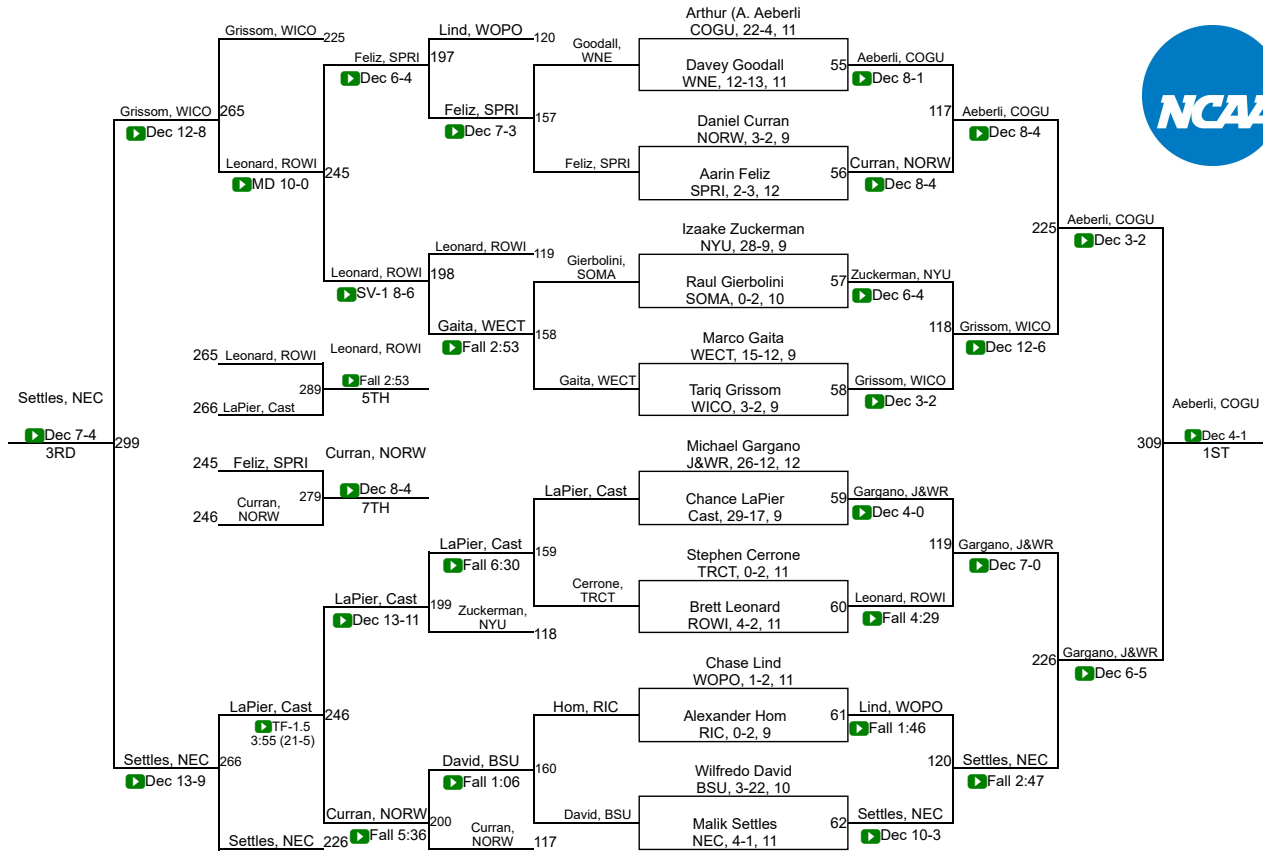 Grissom, WICO
225
265
Grissom, WICO
Dec 12-8
Leonard, ROWI
MD 10-0
245
Feliz, SPRI
Dec 6-4
197
Lind, WOPO
120
Feliz, SPRI
Dec 7-3
157
Goodall,
WNE
Feliz, SPRI
Leonard, ROWI
SV-1 8-6
198
Leonard, ROWI
119
Gaita, WECT
Fall 2:53
158
Gierbolini,
SOMA
Gaita, WECT
265 Leonard, ROWI
266 LaPier, Cast
289
Leonard, ROWI
Fall 2:53
5TH
Settles, NEC
Dec 7-4
3RD
299
245 Feliz, SPRI
246
Curran,
NORW
279
Curran, NORW
Dec 8-4
7TH
LaPier, Cast
Dec 13-11
199
LaPier, Cast
Fall 6:30
159
LaPier, Cast
Cerrone,
TRCT
Zuckerman,
NYU
118
LaPier, Cast
TF-1.5
3:55 (21-5)
246
Settles, NEC
Dec 13-9
266
Settles, NEC 226
Curran, NORW
Fall 5:36
200
David, BSU
Fall 1:06
160
Hom, RIC
David, BSU
Curran,
NORW
117
Arthur (A. Aeberli
COGU, 22-4, 11
Davey Goodall
WNE, 12-13, 11
55
Aeberli, COGU
Dec 8-1
Daniel Curran
NORW, 3-2, 9
Aarin Feliz
SPRI, 2-3, 12
56
Curran, NORW
Dec 8-4
117
Aeberli, COGU
Dec 8-4
Izaake Zuckerman
NYU, 28-9, 9
Raul Gierbolini
SOMA, 0-2, 10
57
Zuckerman, NYU
Dec 6-4
Marco Gaita
WECT, 15-12, 9
Tariq Grissom
WICO, 3-2, 9
58
Grissom, WICO
Dec 3-2
118
Grissom, WICO
Dec 12-6
225
Aeberli, COGU
Dec 3-2
Michael Gargano
J&WR, 26-12, 12
Chance LaPier
Cast, 29-17, 9
59
Gargano, J&WR
Dec 4-0
Stephen Cerrone
TRCT, 0-2, 11
Brett Leonard
ROWI, 4-2, 11
60
Leonard, ROWI
Fall 4:29
119
Gargano, J&WR
Dec 7-0
Chase Lind
WOPO, 1-2, 11
Alexander Hom
RIC, 0-2, 9
61
Lind, WOPO
Fall 1:46
Wilfredo David
BSU, 3-22, 10
Malik Settles
NEC, 4-1, 11
62
Settles, NEC
Dec 10-3
120
Settles, NEC
Fall 2:47
226
Gargano, J&WR
Dec 6-5
309
Aeberli, COGU
Dec 4-1
1ST
NCAA